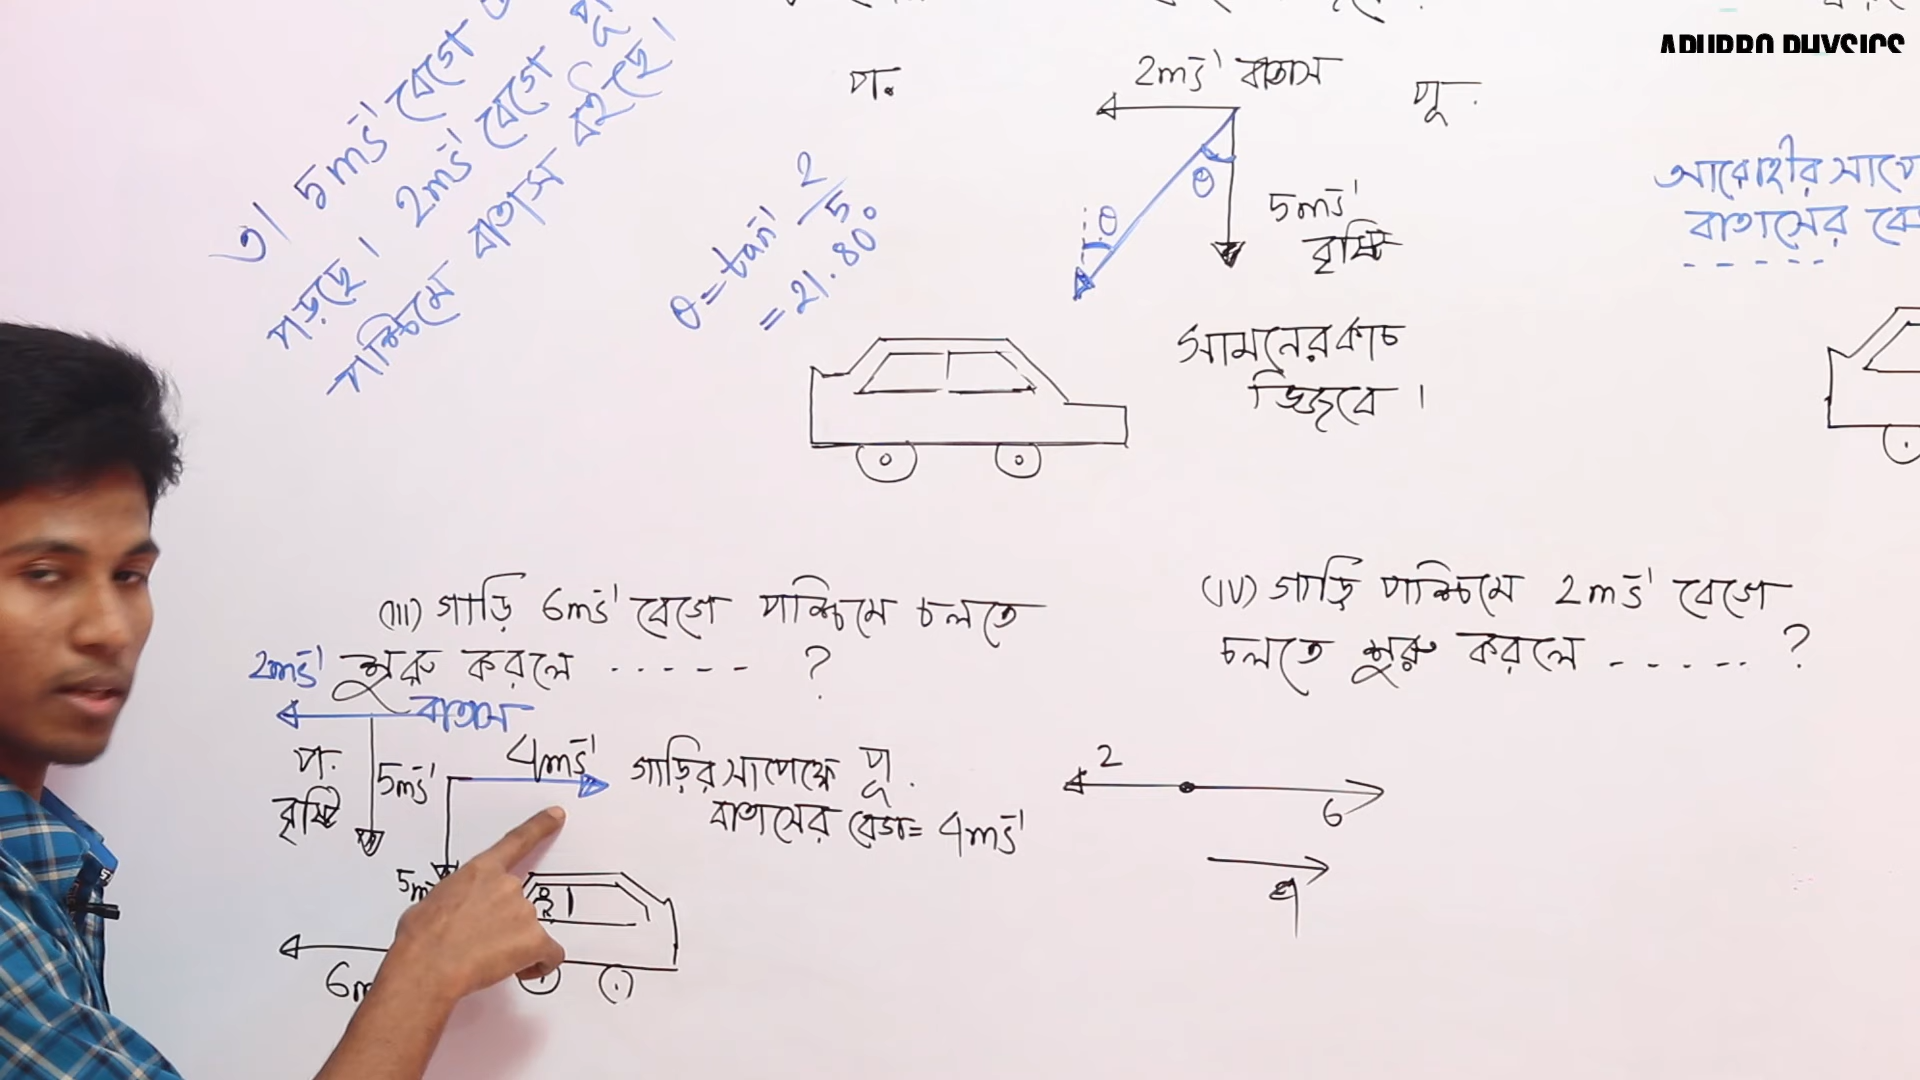 APURBO PHYSICS
৩। 5ms⁻¹ বেগে
পড়ছে। 2ms⁻¹ বেগে
পশ্চিমে বাতাস বইছে।
θ = tan⁻¹ 2/5
= 21.80°
প.
2ms⁻¹ বাতাস
পূ.
θ
θ
5ms⁻¹
বৃষ্টি
সামনের কাচ
ভিজবে।
আরোহীর সাপে
বাতাসের বে
(III) গাড়ি 6ms⁻¹ বেগে পশ্চিমে চলতে
শুরু করলে ----- ?
2ms⁻¹
বাতাস
প.
5ms⁻¹
বৃষ্টি
4ms⁻¹
5m
6m
গাড়ির সাপেক্ষে পূ.
বাতাসের বেগ = 4ms⁻¹
(IV) গাড়ি পশ্চিমে 2ms⁻¹ বেগে
চলতে শুরু করলে ----- ?
2
6